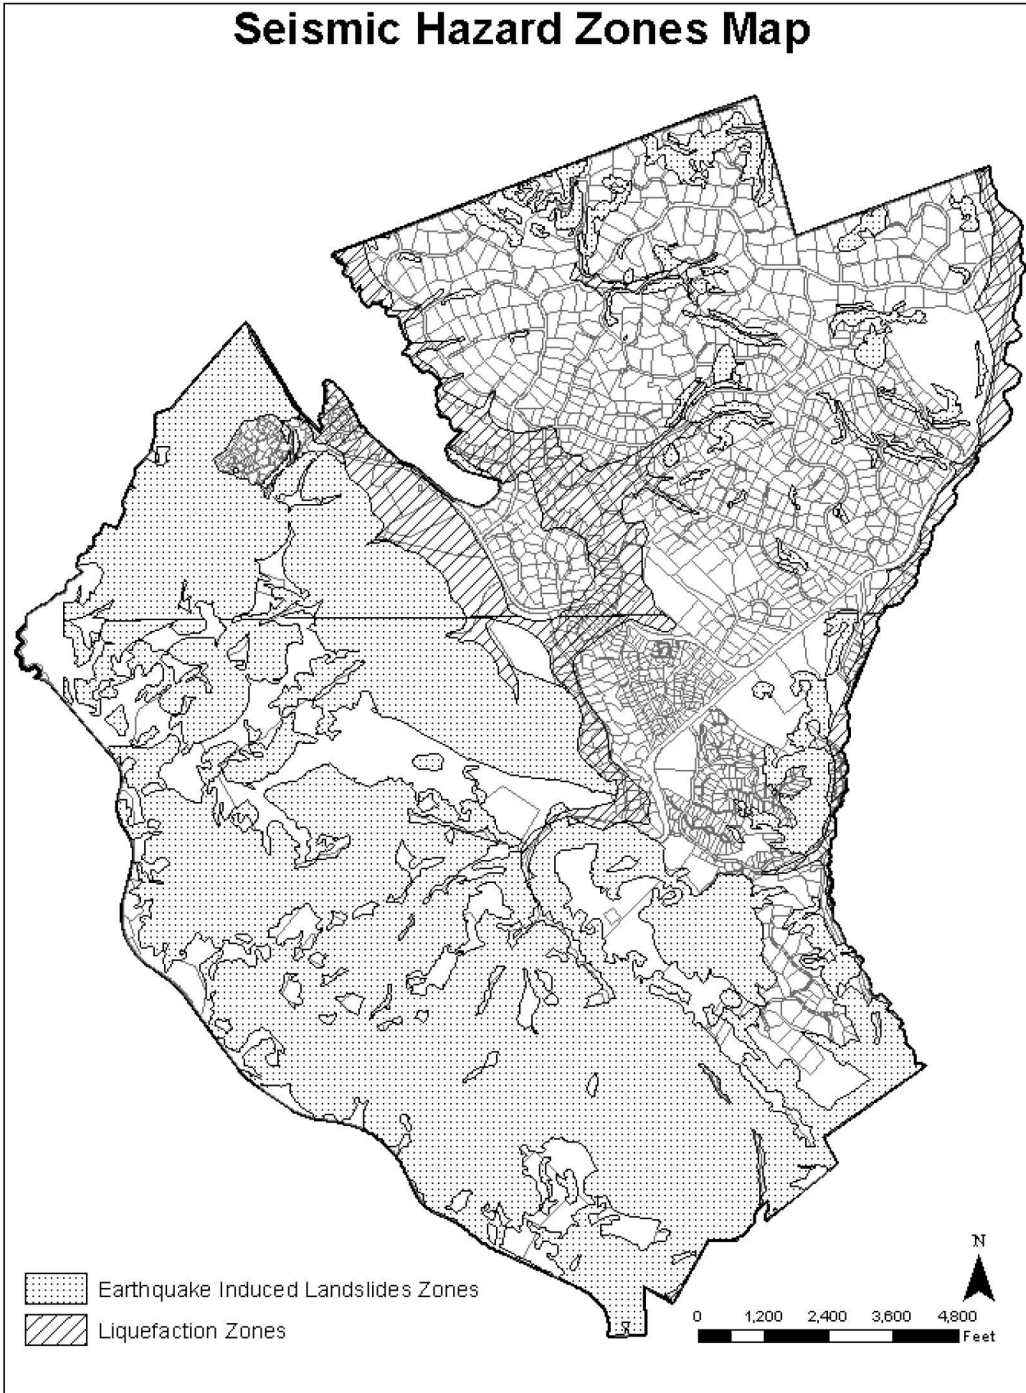 Seismic Hazard Zones Map
Earthquake Induced Landslides Zones
Liquefaction Zones
N
0 1,200 2,400 3,600 4,800
Feet